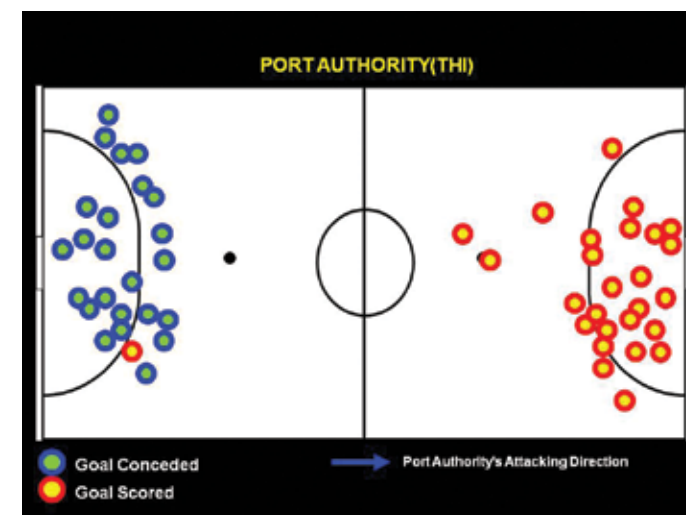 PORT AUTHORITY(THI)
Goal Conceded
Port Authority's Attacking Direction
Goal Scored